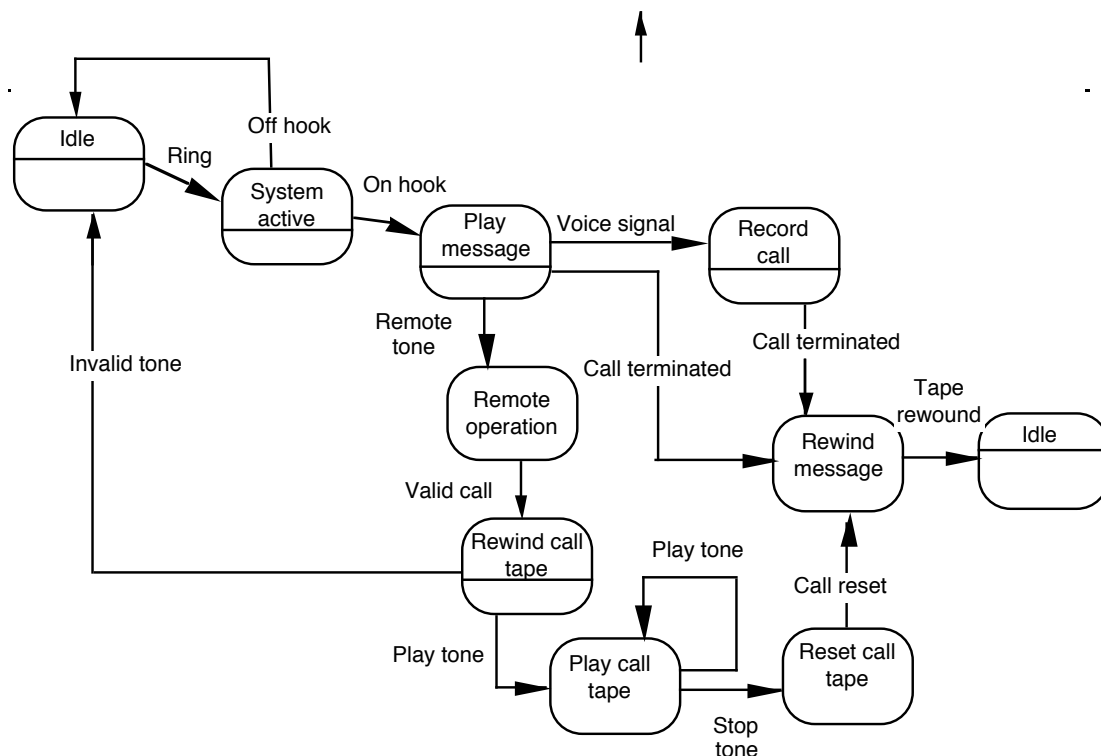 Idle
Off hook
Ring
System
active
On hook
Play
message
Voice signal
Record
call
Remote
tone
Invalid tone
Call terminated
Call terminated
Remote
operation
Tape
rewound
Rewind
message
Idle
Valid call
Rewind call
tape
Play tone
Call reset
Play tone
Play call
tape
Reset call
tape
Stop
tone